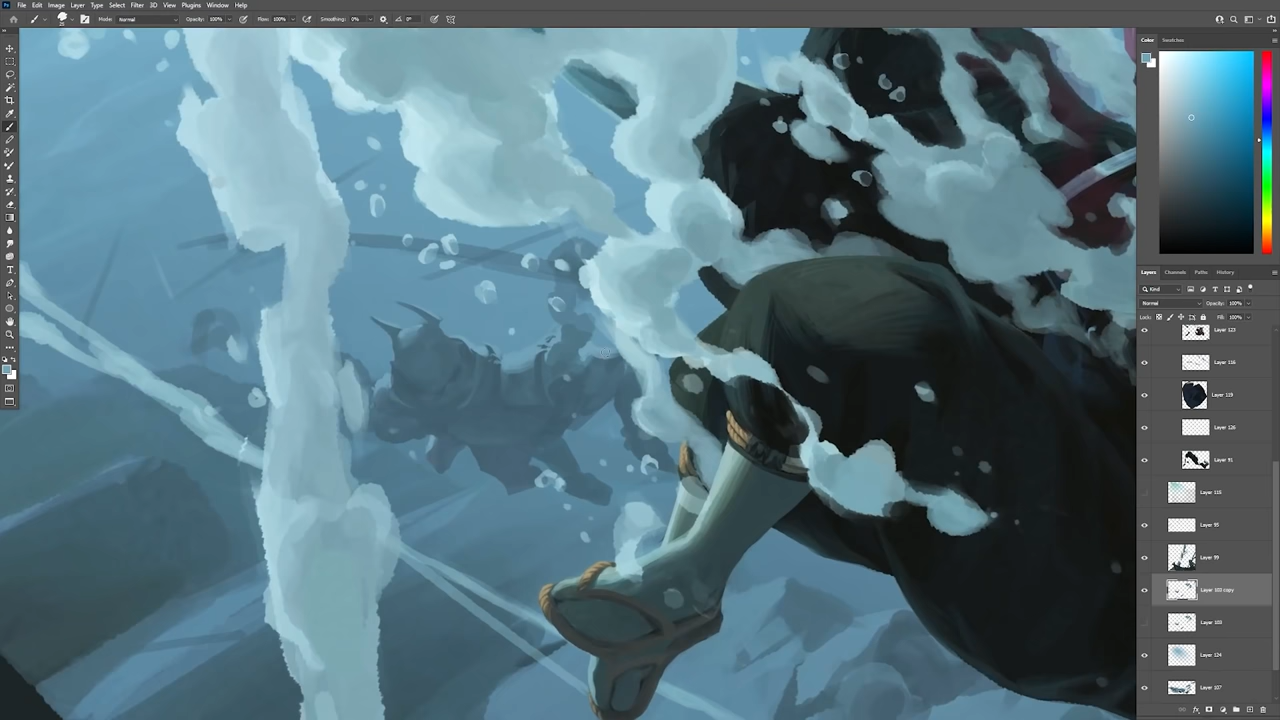 Ps File Edit Image Layer Type Select Filter 3D View Plugins Window Help
Mode: Normal Opacity: 100% Flow: 100% Smoothing: 0% 0°
Color Swatches
Layers Channels Paths History
Kind
Normal Opacity: 100%
Lock: Fill: 100%
Layer 123
Layer 116
Layer 119
Layer 126
Layer 91
Layer 115
Layer 95
Layer 99
Layer 103 copy
Layer 103
Layer 124
Layer 107